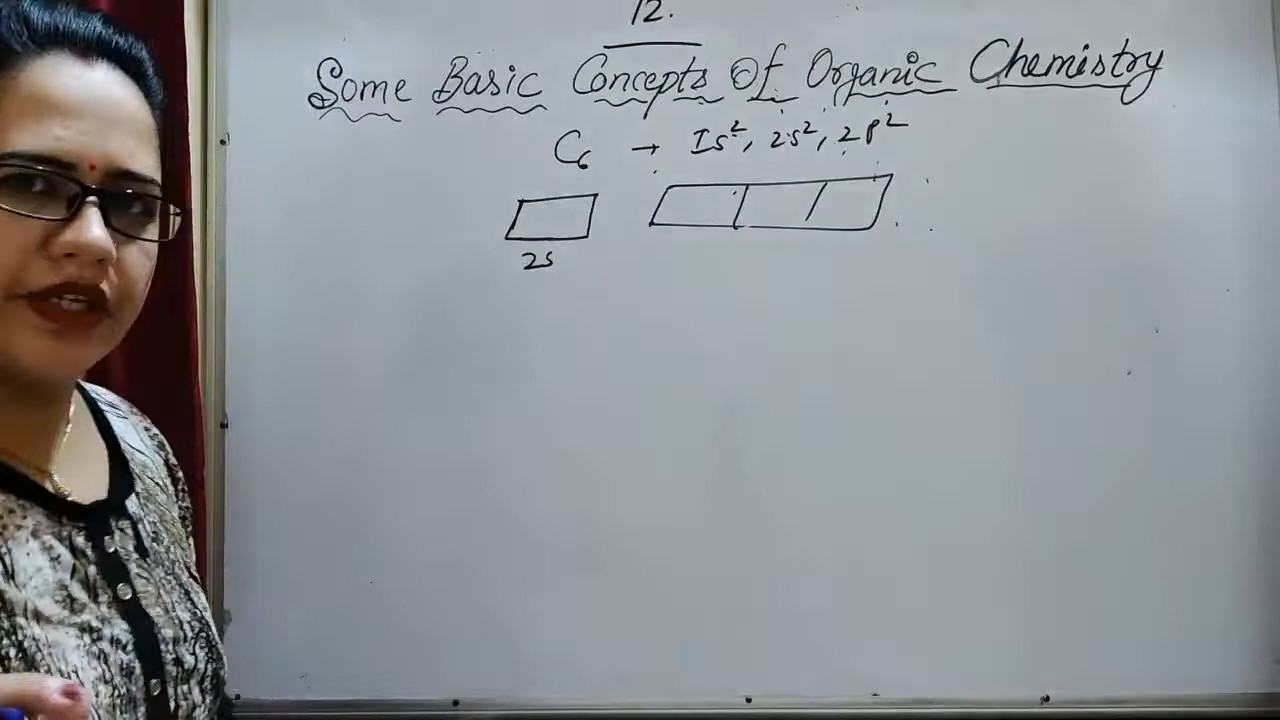 12.
Some Basic Concepts Of Organic Chemistry
C₆ → 1s², 2s², 2p²
2s